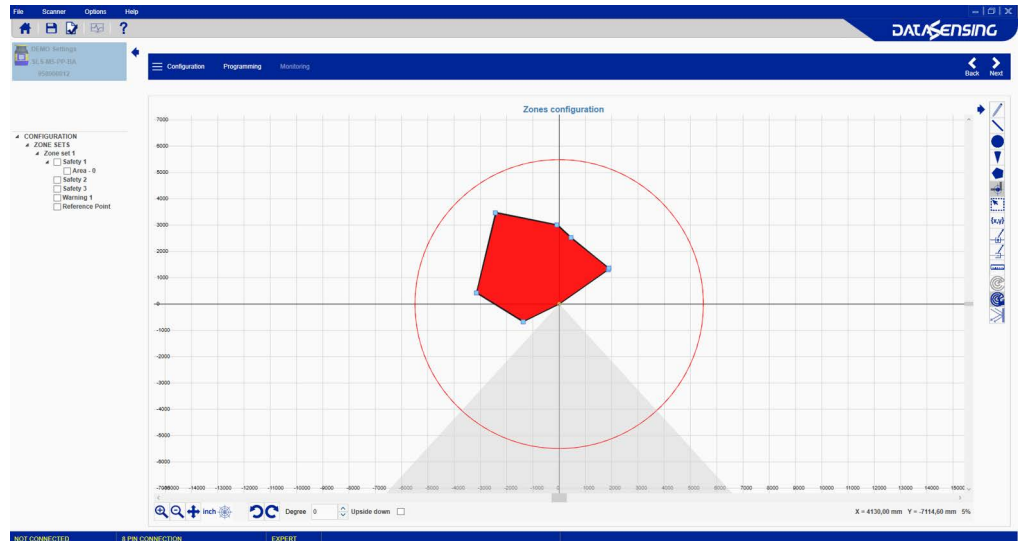 File Scanner Options Help
DATASENSING
DEMO Settings
Configuration Programming Monitoring
Back Next
Zones configuration
CONFIGURATION
ZONE SETS
Zone set 1
Safety 1
Area - 0
Safety 2
Safety 3
Warning 1
Reference Point
7000
6000
5000
4000
3000
2000
1000
0
-1000
-2000
-3000
-4000
-5000
-6000
{x,y}
-14000 -13000 -12000 -11000 -10000 -9000 -8000 -7000 -6000 -5000 -4000 -3000 -2000 -1000 0 1000 2000 3000 4000 5000 6000 7000 8000 9000 10000 11000 12000 13000 14000 15000
inch Degree 0 Upside down X = 4130,00 mm Y = -7114,60 mm 5%
NOT CONNECTED 8 PIN CONNECTION EXPERT